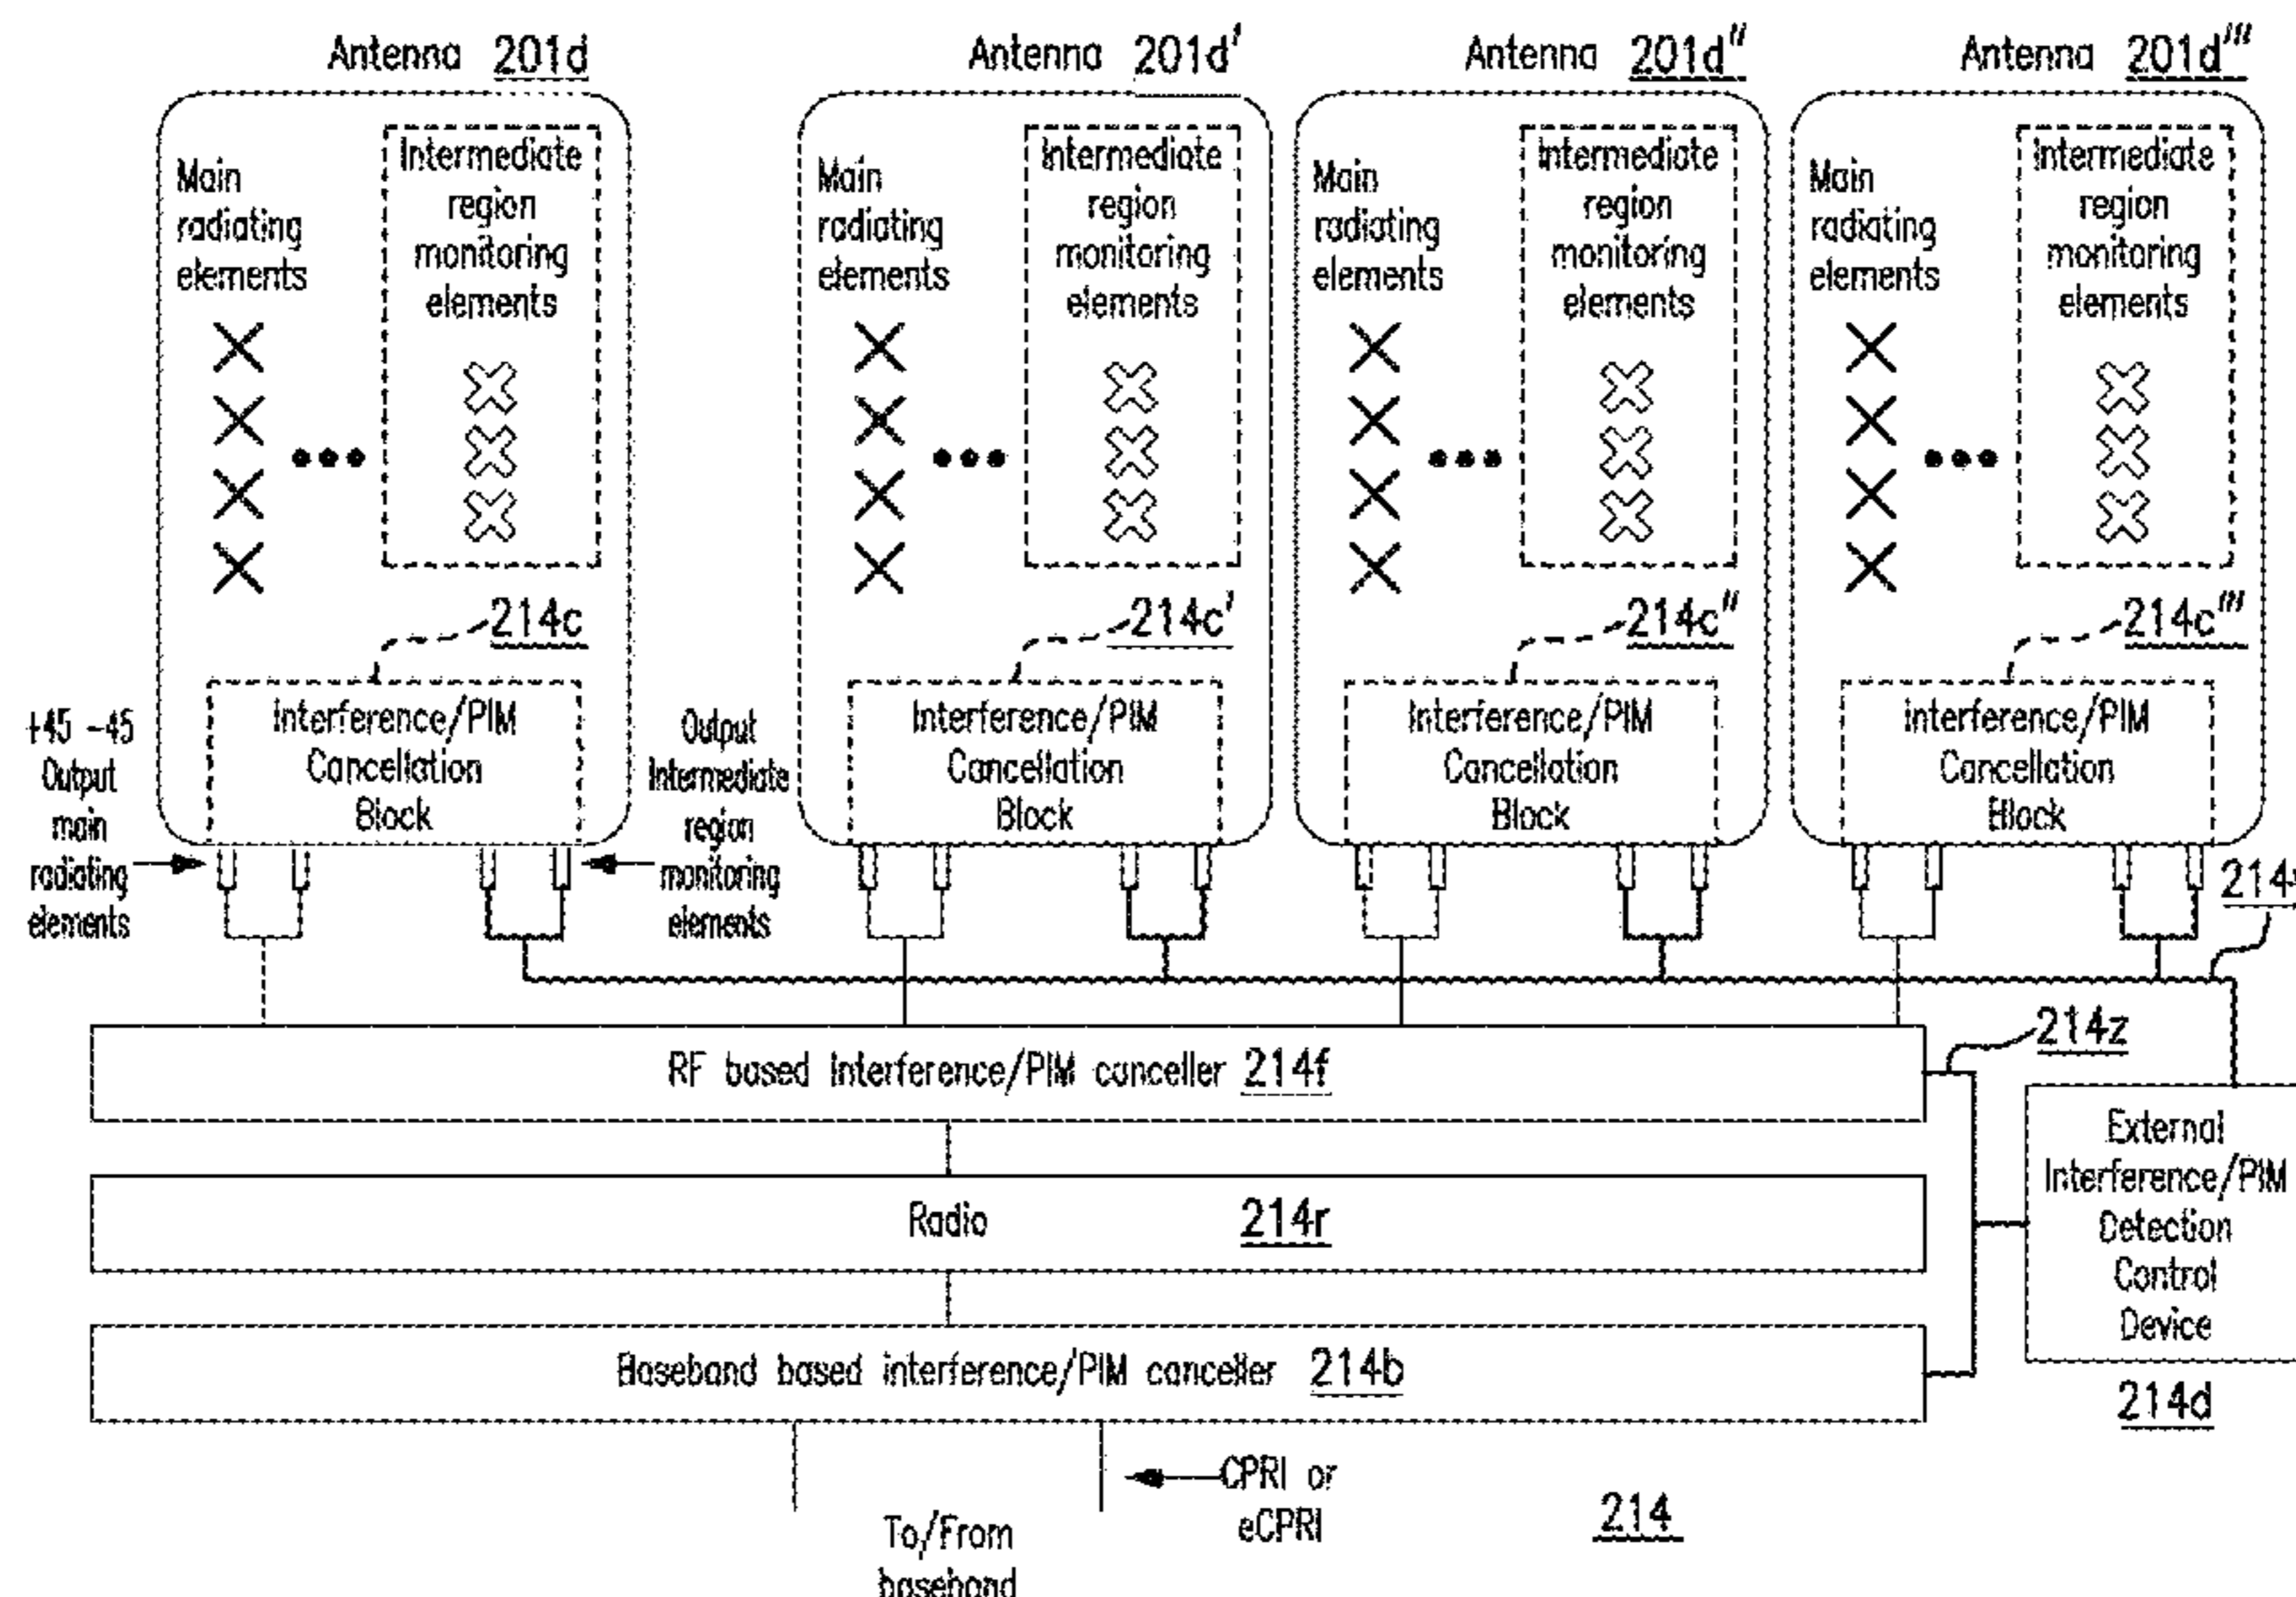 Antenna 201d
Antenna 201d'
Antenna 201d''
Antenna 201d'''
Main
radiating
elements
Intermediate
region
monitoring
elements
Main
radiating
elements
Intermediate
region
monitoring
elements
Main
radiating
elements
Intermediate
region
monitoring
elements
Main
radiating
elements
Intermediate
region
monitoring
elements
214c
214c'
214c''
214c'''
+45 -45
Output
main
radiating
elements
Interference/PIM
Cancellation
Block
Output
Intermediate
region
monitoring
elements
Interference/PIM
Cancellation
Block
Interference/PIM
Cancellation
Block
Interference/PIM
Cancellation
Block
214z
RF based Interference/PIM canceller 214f
Radio 214r
Baseband based interference/PIM canceller 214b
External
Interference/PIM
Detection
Control
Device
214d
CPRI or
eCPRI
To/From
baseband
214